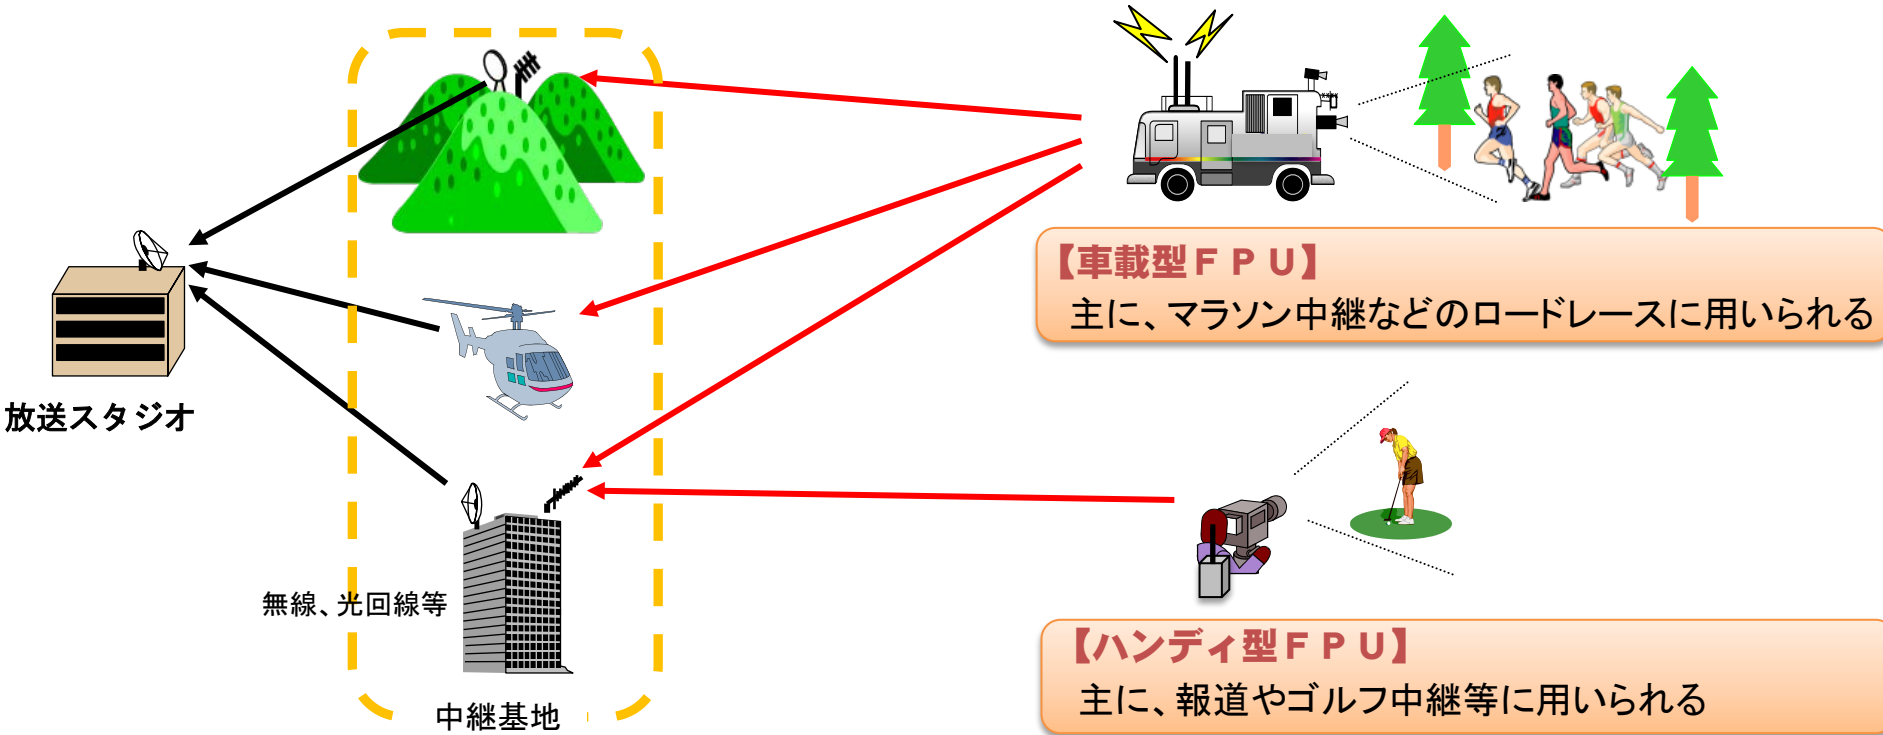 【車載型ＦＰＵ】
主に、マラソン中継などのロードレースに用いられる
放送スタジオ
無線、光回線等
中継基地
【ハンディ型ＦＰＵ】
主に、報道やゴルフ中継等に用いられる